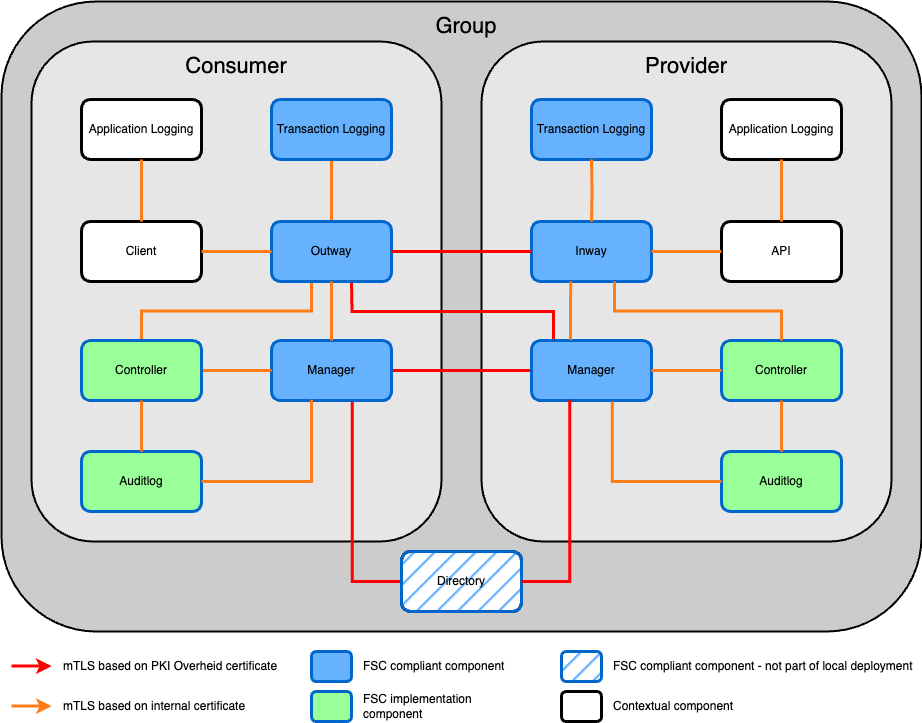 Group
Consumer
Provider
Application Logging
Transaction Logging
Transaction Logging
Application Logging
Client
Outway
Inway
API
Controller
Manager
Manager
Controller
Auditlog
Auditlog
Directory
mTLS based on PKI Overheid certificate
FSC compliant component
FSC compliant component - not part of local deployment
mTLS based on internal certificate
FSC implementation
component
Contextual component